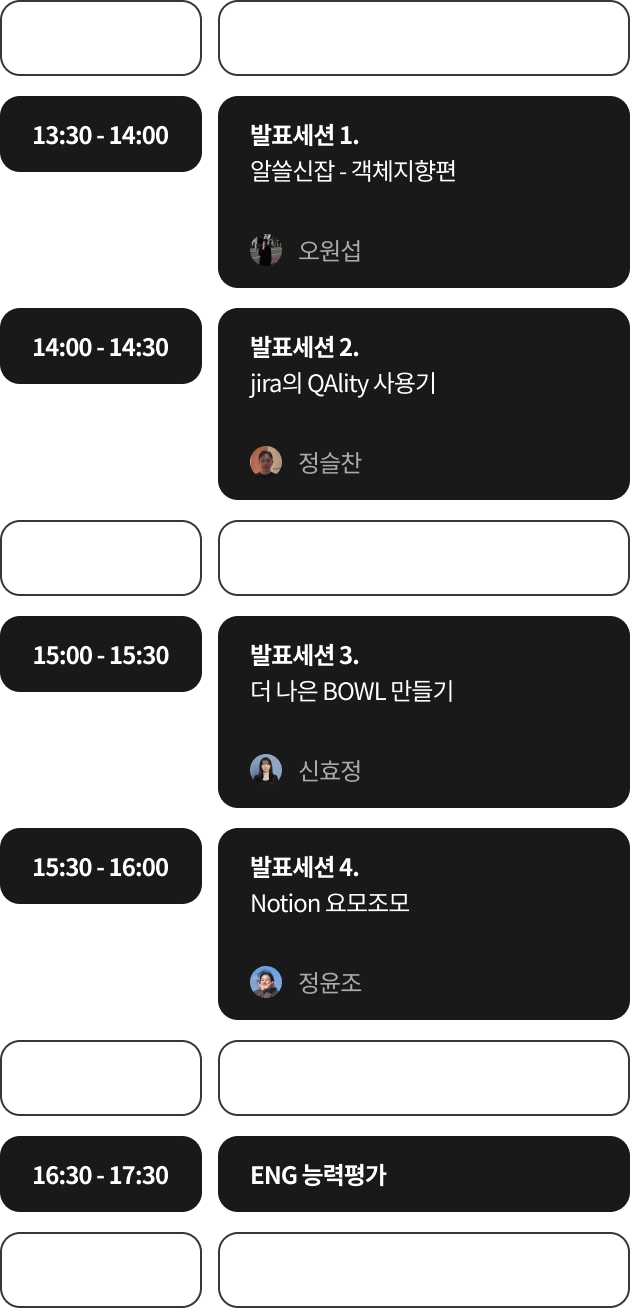 13:30 - 14:00
발표세션 1.
알쓸신잡 - 객체지향편
오원섭
14:00 - 14:30
발표세션 2.
jira의 QAlity 사용기
정슬찬
15:00 - 15:30
발표세션 3.
더 나은 BOWL 만들기
신효정
15:30 - 16:00
발표세션 4.
Notion 요모조모
정윤조
16:30 - 17:30
ENG 능력평가